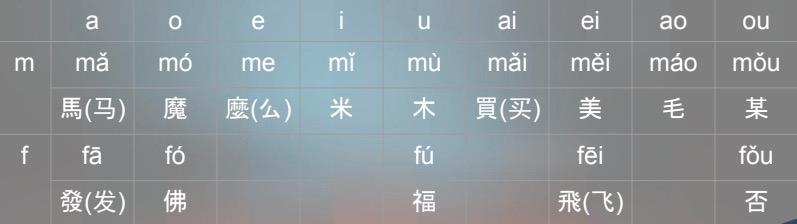 a o e i u ai ei ao ou
m mǎ mó me mǐ mù mǎi měi máo mǒu
馬(马) 魔 麼(么) 米 木 買(买) 美 毛 某
f fā fó fú fēi fǒu
發(发) 佛 福 飛(飞) 否